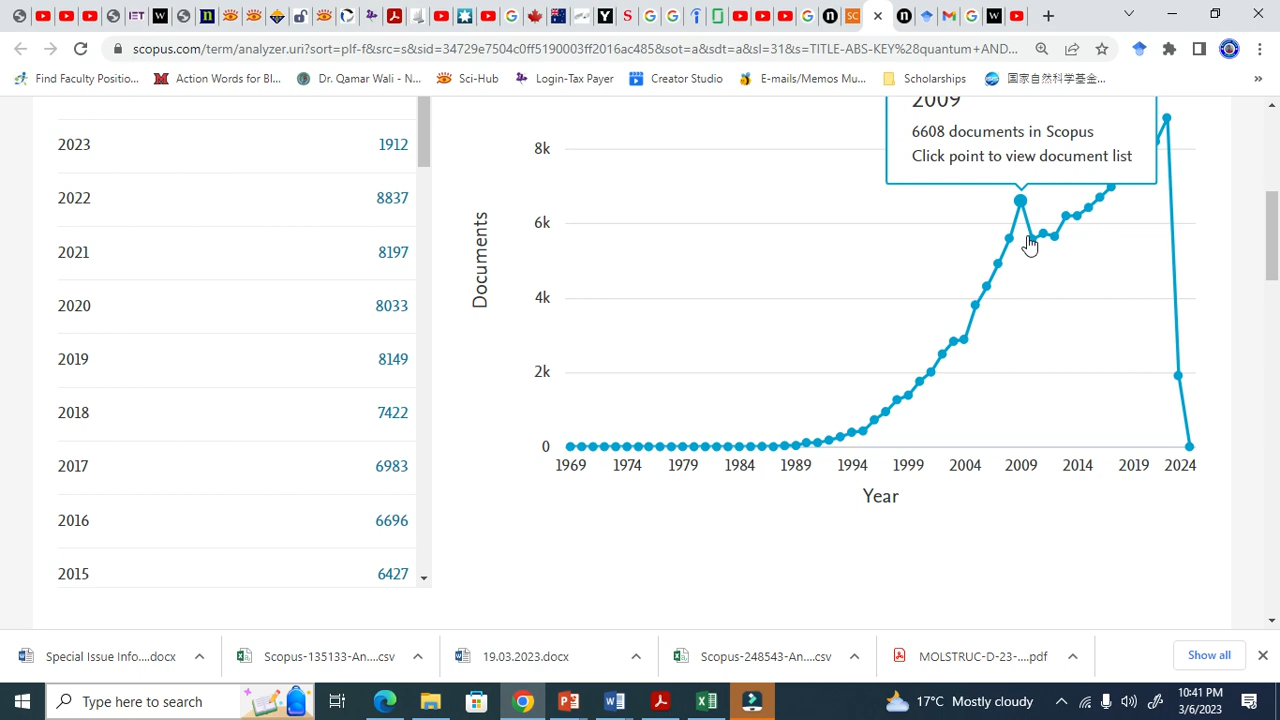 scopus.com/term/analyzer.uri?sort=plf-f&src=s&sid=34729e7504c0ff5190003ff2016ac485&sot=a&sdt=a&sl=31&s=TITLE-ABS-KEY%28quantum+AND...
Find Faculty Positio...
Action Words for Bl...
Dr. Qamar Wali - N...
Sci-Hub
Login-Tax Payer
Creator Studio
E-mails/Memos Mu...
Scholarships
国家自然科学基金...
»
2023 1912
2022 8837
2021 8197
2020 8033
2019 8149
2018 7422
2017 6983
2016 6696
2015 6427
2009
6608 documents in Scopus
Click point to view document list
8k
6k
4k
2k
0
Documents
1969 1974 1979 1984 1989 1994 1999 2004 2009 2014 2019 2024
Year
Special Issue Info....docx
Scopus-135133-An....csv
19.03.2023.docx
Scopus-248543-An....csv
MOLSTRUC-D-23-....pdf
Show all
Type here to search
17°C Mostly cloudy
10:41 PM
3/6/2023